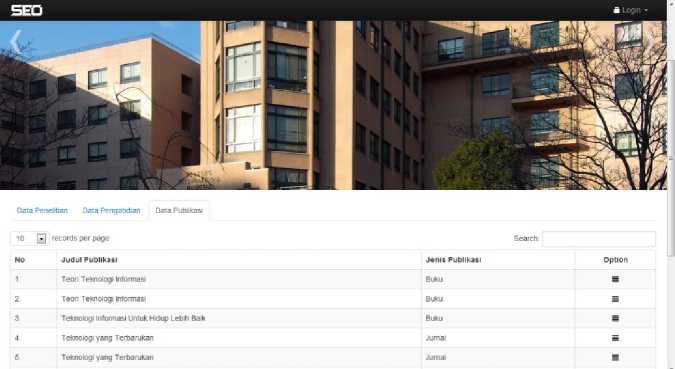 SEO
Login
Data Penelitian Data Pengabdian Data Publikasi
10 records per page Search:
No Judul Publikasi Jenis Publikasi Option
1. Teori Teknologi Informasi Buku
2. Teori Teknologi Informasi Buku
3. Teknologi Informasi Untuk Hidup Lebih Baik Buku
4. Teknologi yang Terbarukan Jurnal
5. Teknologi yang Terbarukan Jurnal